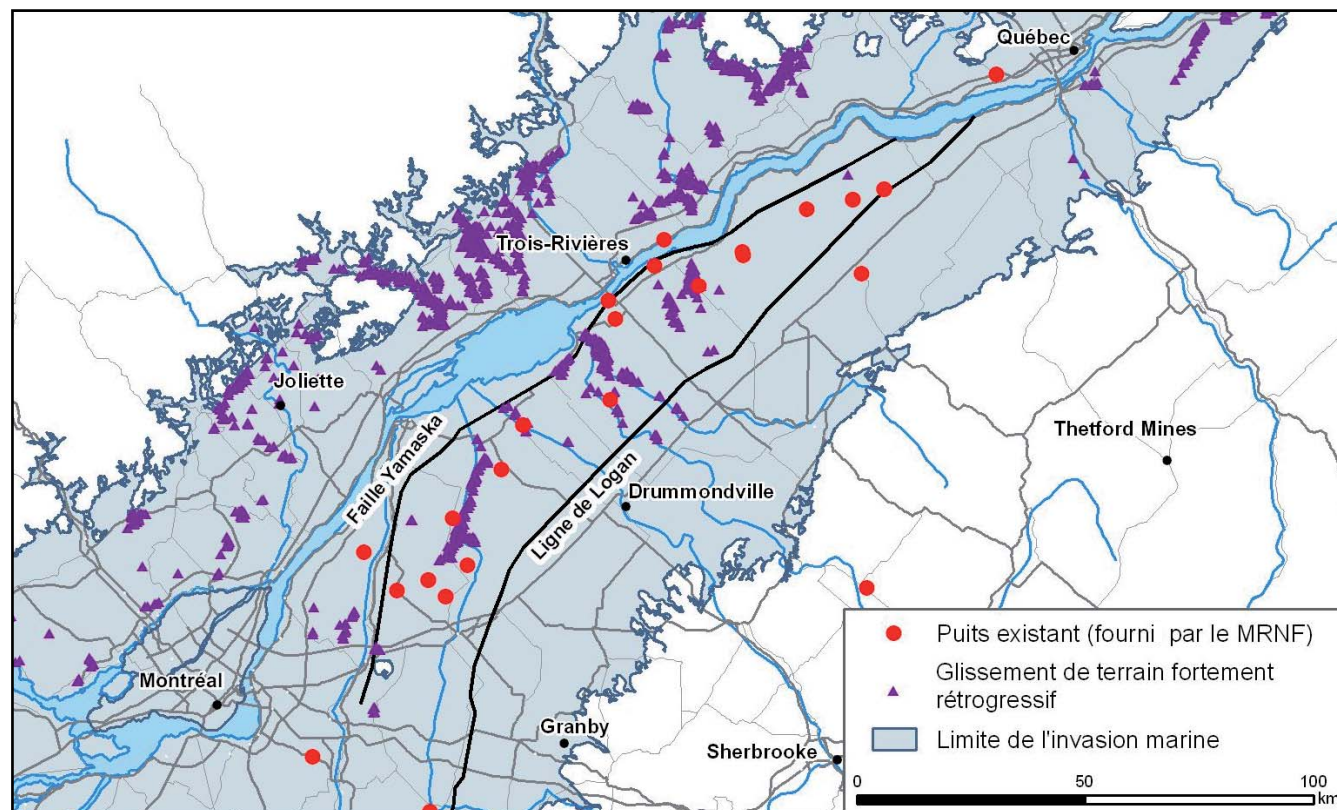 Québec
Trois-Rivières
Joliette
Faille Yamaska
Thetford Mines
Drummondville
Ligne de Logan
Montréal
Granby
Sherbrooke
Puits existant (fourni par le MRNF)
Glissement de terrain fortement
rétrogressif
Limite de l'invasion marine
0 50 100
km